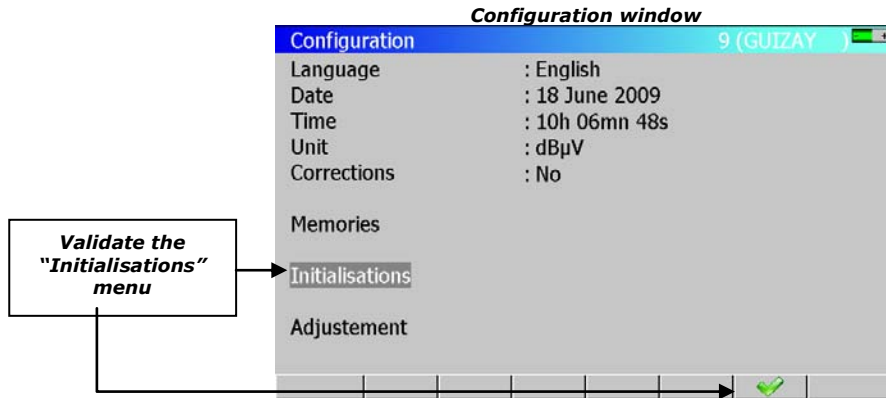 Configuration window
Configuration 9 (GUIZAY )
Language : English
Date : 18 June 2009
Time : 10h 06mn 48s
Unit : dBµV
Corrections : No
Memories
Validate the
“Initialisations”
menu
Initialisations
Adjustement